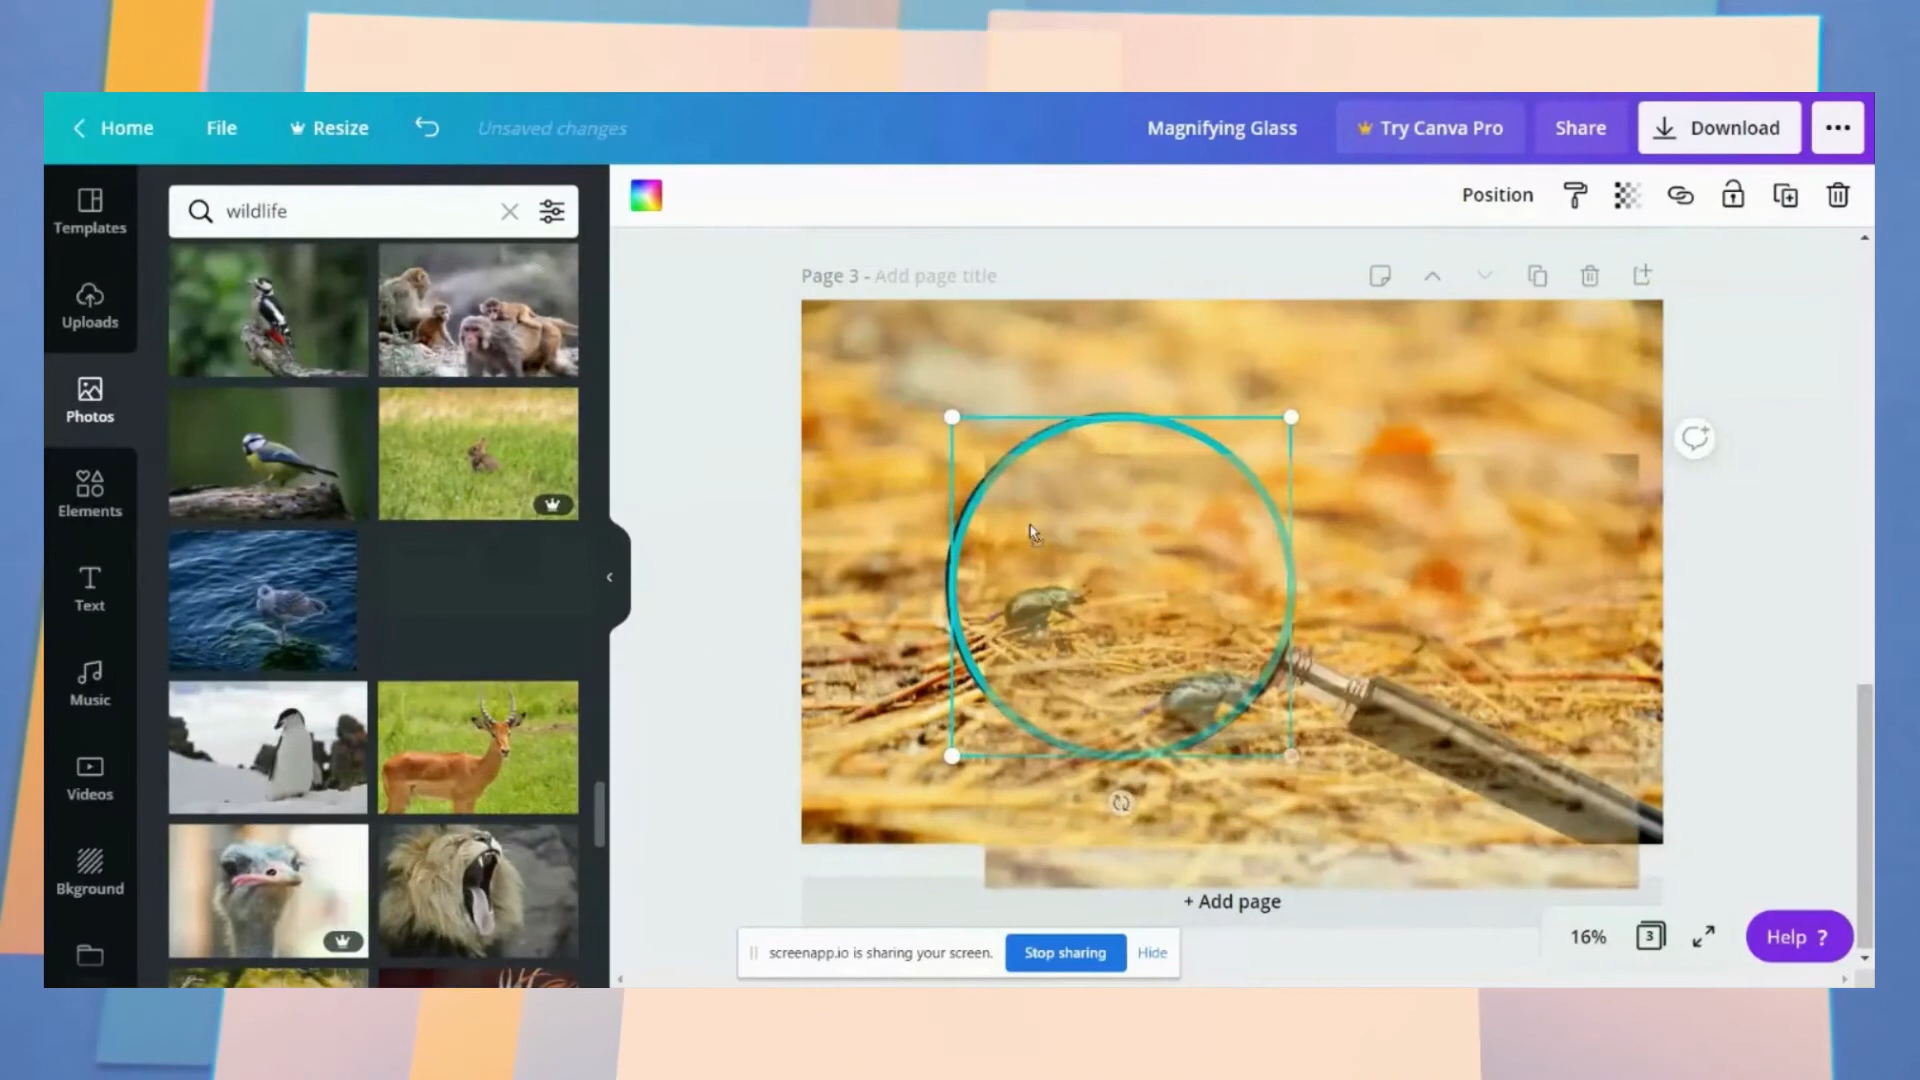 Home File Resize Unsaved changes Magnifying Glass Try Canva Pro Share Download
wildlife
Position
Page 3 - Add page title
Templates
Uploads
Photos
Elements
Text
Music
Videos
Bkground
+ Add page
16% 3 Help ?
screenapp.io is sharing your screen. Stop sharing Hide